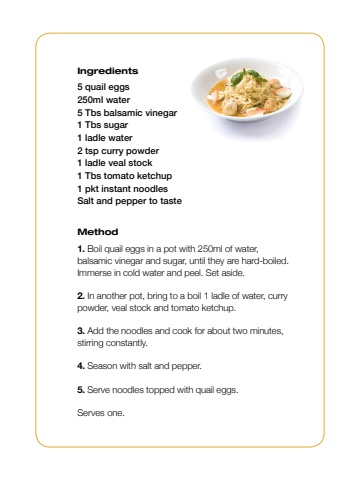 Ingredients
5 quail eggs
250ml water
5 Tbs balsamic vinegar
1 Tbs sugar
1 ladle water
2 tsp curry powder
1 ladle veal stock
1 Tbs tomato ketchup
1 pkt instant noodles
Salt and pepper to taste
Method
1. Boil quail eggs in a pot with 250ml of water,
balsamic vinegar and sugar, until they are hard-boiled.
Immerse in cold water and peel. Set aside.
2. In another pot, bring to a boil 1 ladle of water, curry
powder, veal stock and tomato ketchup.
3. Add the noodles and cook for about two minutes,
stirring constantly.
4. Season with salt and pepper.
5. Serve noodles topped with quail eggs.
Serves one.